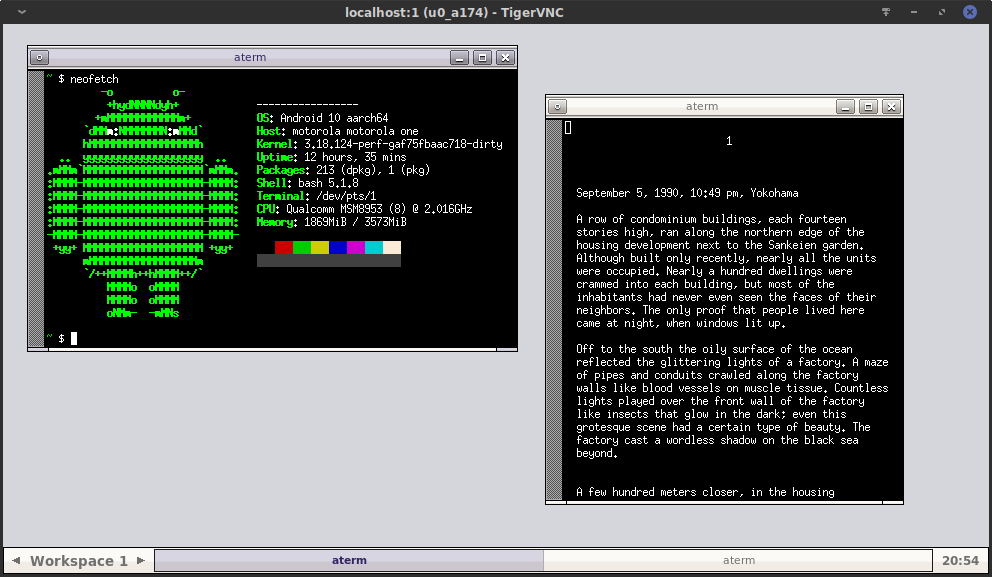 localhost:1 (u0_a174) - TigerVNC
aterm
~ $ neofetch
-----------------
OS: Android 10 aarch64
Host: motorola motorola one
Kernel: 3.18.124-perf-gaf75fbaac718-dirty
Uptime: 12 hours, 35 mins
Packages: 213 (dpkg), 1 (pkg)
Shell: bash 5.1.8
Terminal: /dev/pts/1
CPU: Qualcomm MSM8953 (8) @ 2.016GHz
Memory: 1869MiB / 3573MiB
~ $
aterm
1
September 5, 1990, 10:49 pm, Yokohama
A row of condominium buildings, each fourteen
stories high, ran along the northern edge of the
housing development next to the Sankeien garden.
Although built only recently, nearly all the units
were occupied. Nearly a hundred dwellings were
crammed into each building, but most of the
inhabitants had never even seen the faces of their
neighbors. The only proof that people lived here
came at night, when windows lit up.
Off to the south the oily surface of the ocean
reflected the glittering lights of a factory. A maze
of pipes and conduits crawled along the factory
walls like blood vessels on muscle tissue. Countless
lights played over the front wall of the factory
like insects that glow in the dark; even this
grotesque scene had a certain type of beauty. The
factory cast a wordless shadow on the black sea
beyond.
A few hundred meters closer, in the housing
Workspace 1
aterm
aterm
20:54